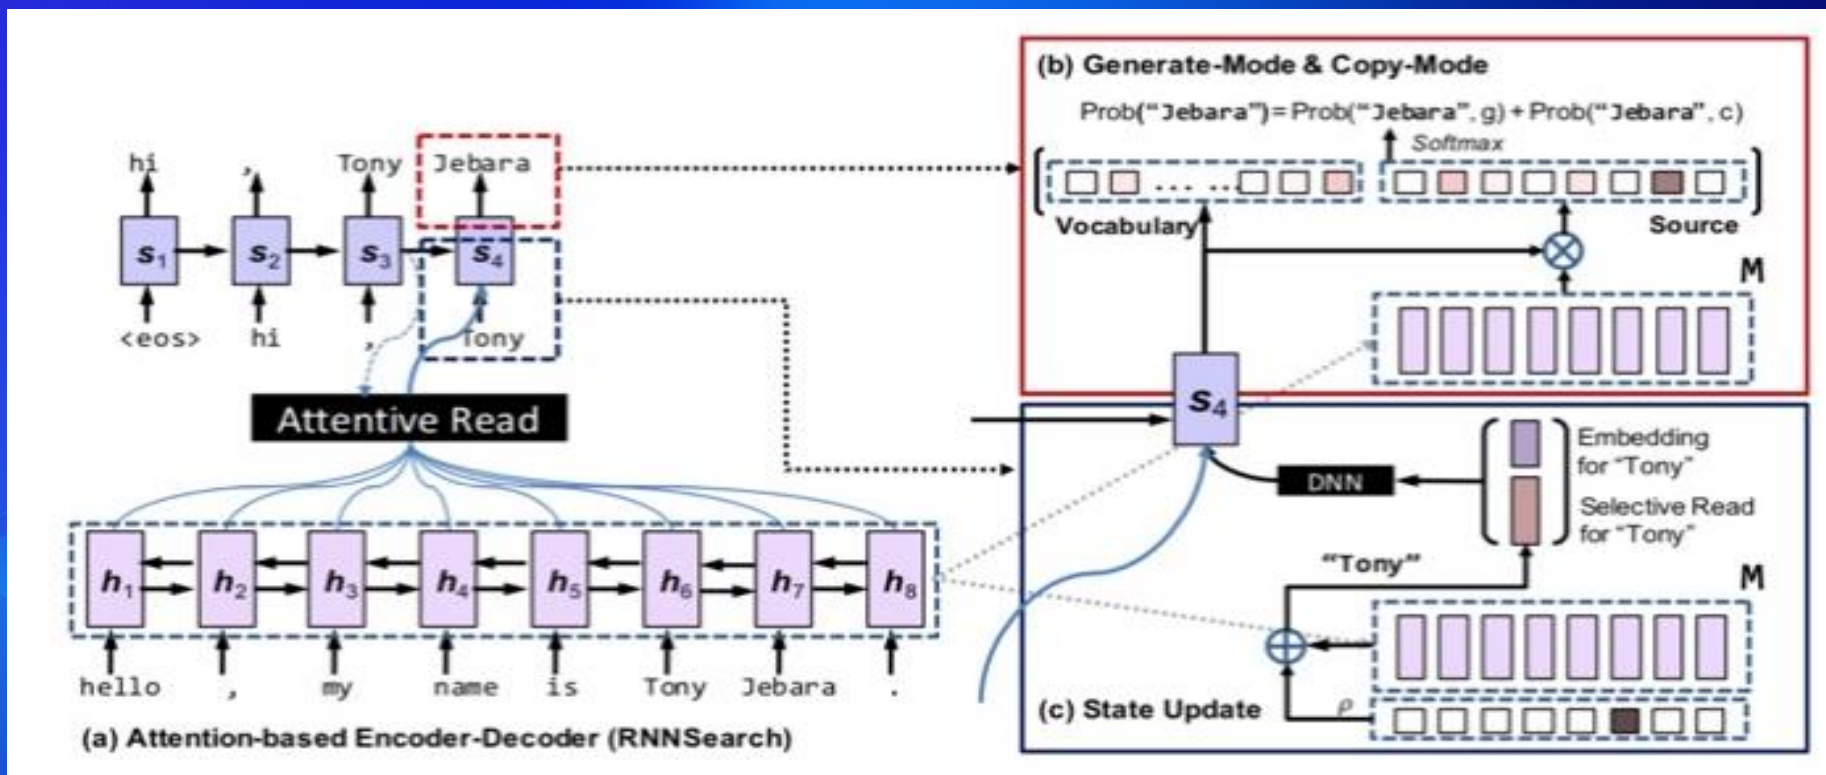 hi , Tony Jebara
s1 s2 s3 s4
<eos> hi , Tony
Attentive Read
h1 h2 h3 h4 h5 h6 h7 h8
hello , my name is Tony Jebara .
(a) Attention-based Encoder-Decoder (RNNSearch)
(b) Generate-Mode & Copy-Mode
Prob("Jebara") = Prob("Jebara", g) + Prob("Jebara", c)
Softmax
... ...
Vocabulary
Source
M
s4
Embedding
for "Tony"
DNN
Selective Read
for "Tony"
"Tony"
M
ρ
(c) State Update